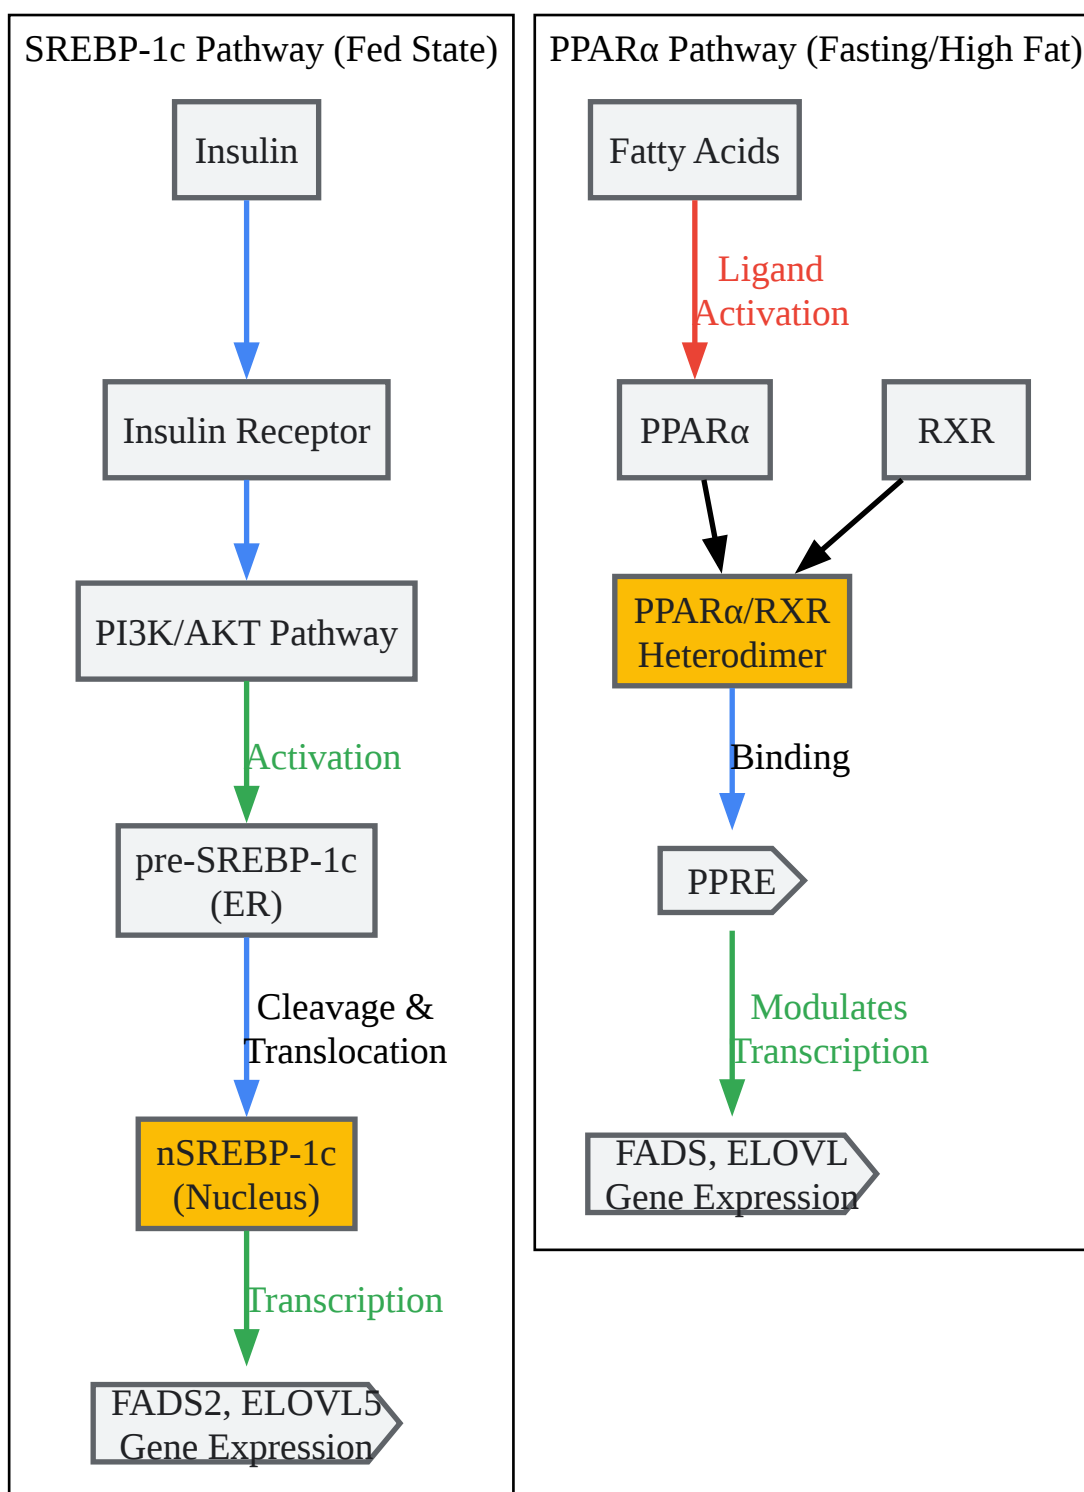 SREBP-1c Pathway (Fed State)
Insulin
Insulin Receptor
PI3K/AKT Pathway
Activation
pre-SREBP-1c
(ER)
Cleavage &
Translocation
nSREBP-1c
(Nucleus)
Transcription
FADS2, ELOVL5
Gene Expression
PPARα Pathway (Fasting/High Fat)
Fatty Acids
Ligand
Activation
PPARα
RXR
PPARα/RXR
Heterodimer
Binding
PPRE
Modulates
Transcription
FADS, ELOVL
Gene Expression